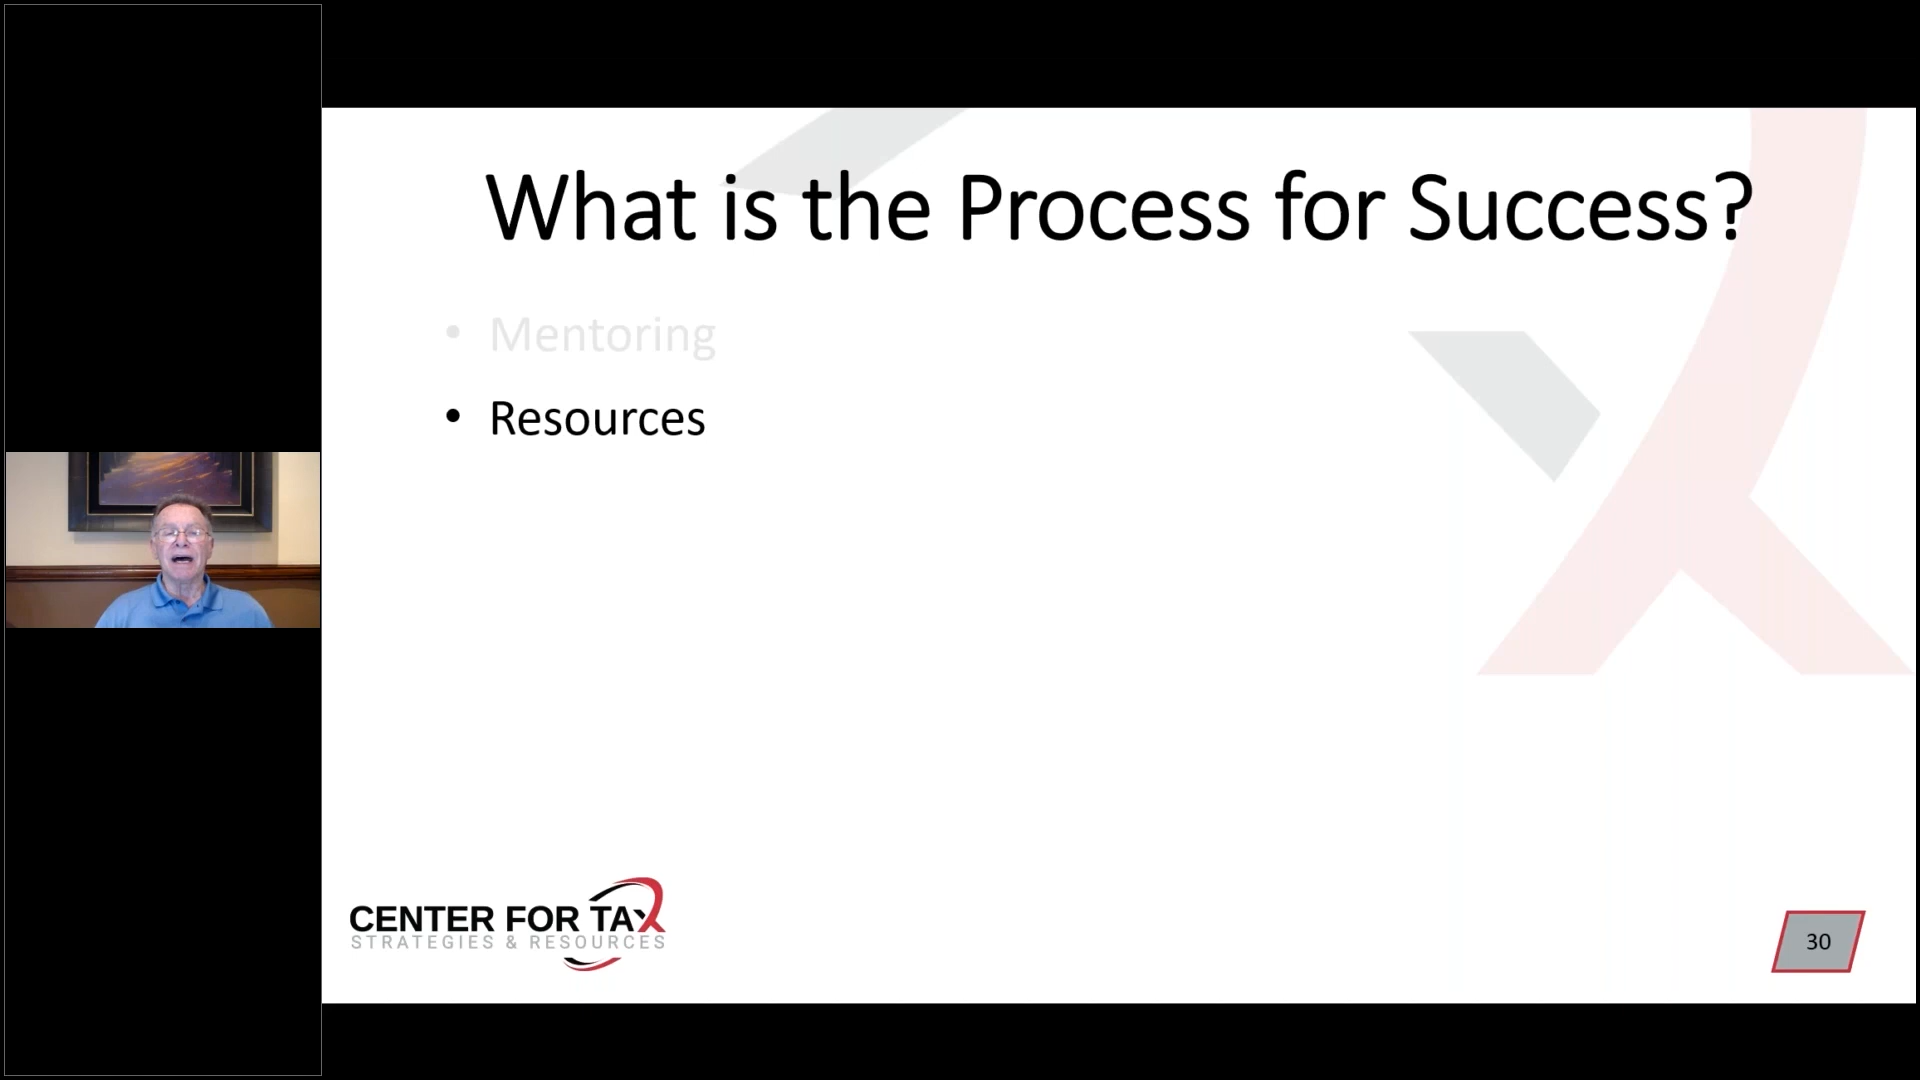 What is the Process for Success?
• Mentoring
• Resources
CENTER FOR TAX
STRATEGIES & RESOURCES
30